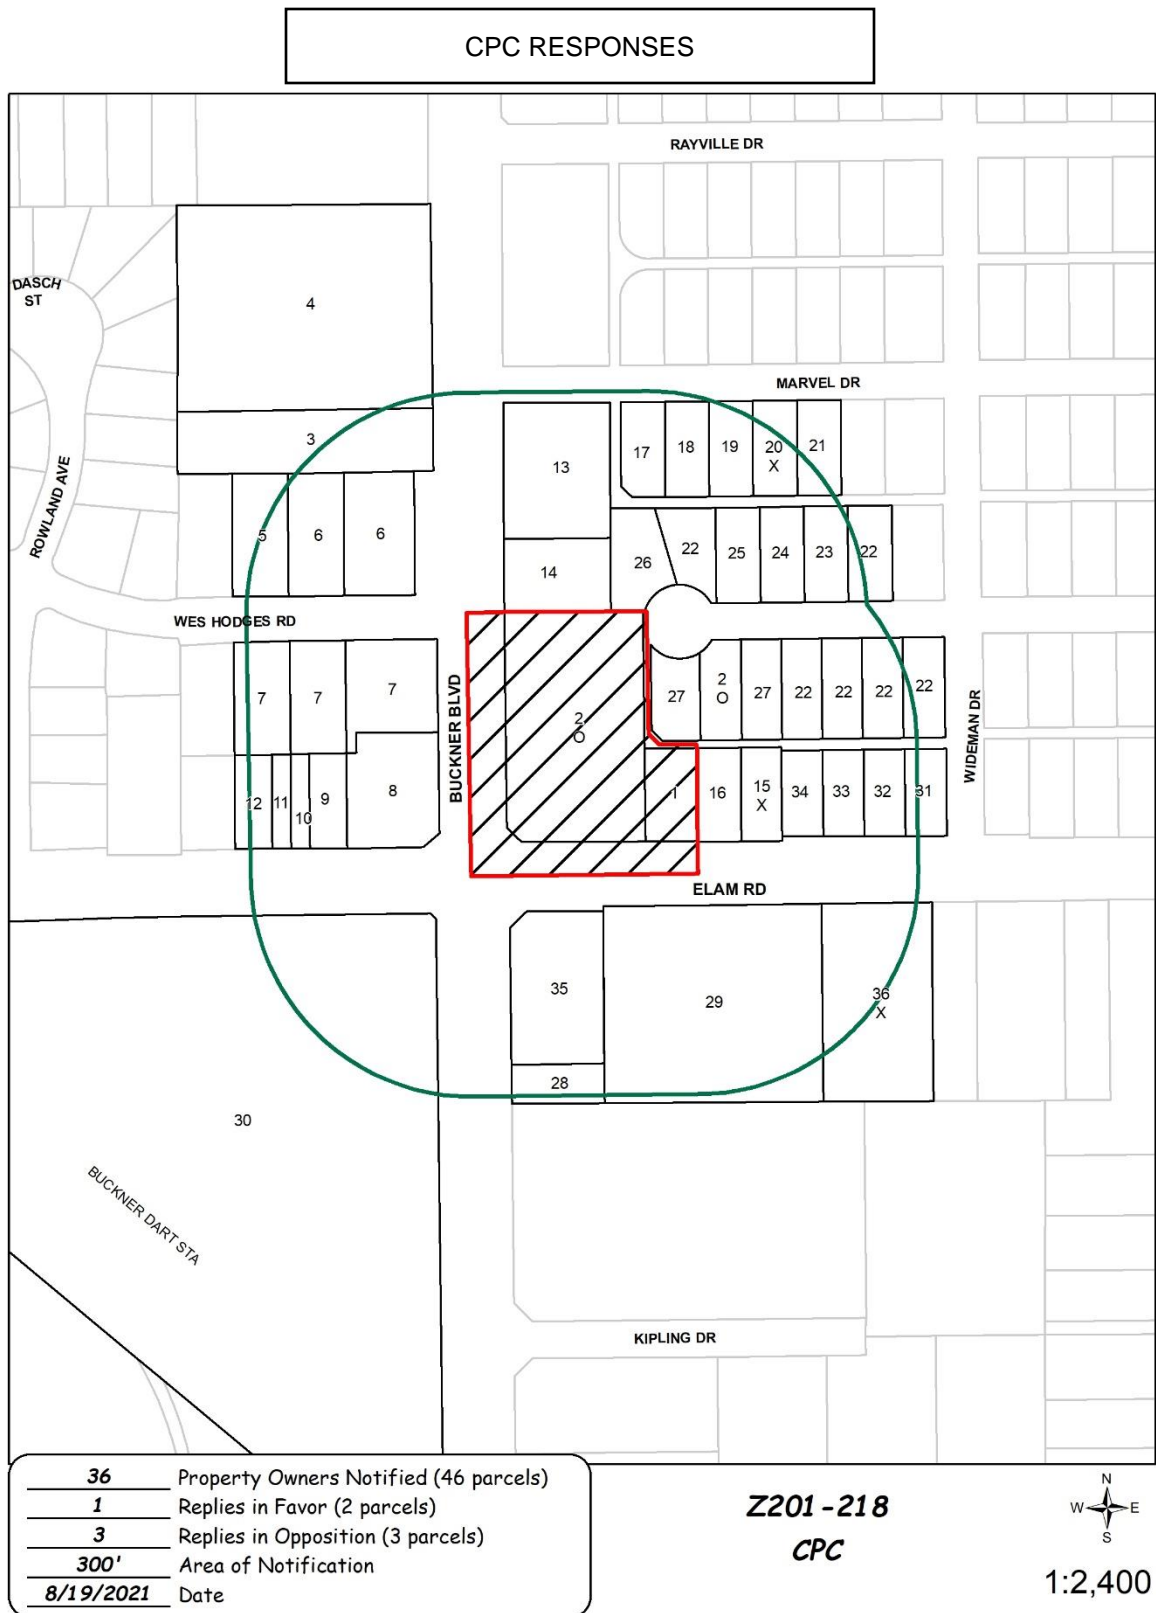 CPC RESPONSES
RAYVILLE DR
DASCH
ST
4
MARVEL DR
3
17 18 19 20 21
X
13
ROWLAND AVE
5 6 6
14
26 22 25 24 23 22
WES HODGES RD
7 7 7
BUCKNER BLVD
2
O
27 2 27 22 22 22 22
O
WIDEMAN DR
12 11 10 9 8
1 16 15 34 33 32 31
X
ELAM RD
35 29 36
X
28
30
BUCKNER DART STA
KIPLING DR
36 Property Owners Notified (46 parcels)
1 Replies in Favor (2 parcels)
3 Replies in Opposition (3 parcels)
300' Area of Notification
8/19/2021 Date
Z201-218
CPC
N
W E
S
1:2,400